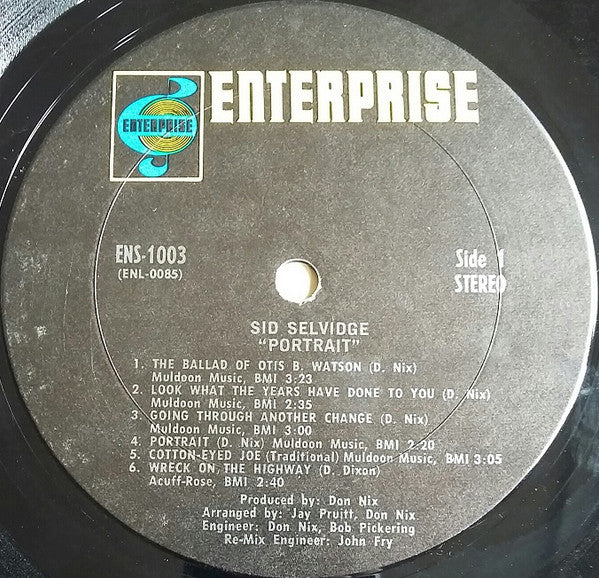 ENTERPRISE
ENTERPRISE
ENS-1003
(ENL-0085)
Side 1
STEREO
SID SELVIDGE
"PORTRAIT"
1. THE BALLAD OF OTIS B. WATSON (D. Nix)
Muldoon Music, BMI 3:23
2. LOOK WHAT THE YEARS HAVE DONE TO YOU (D. Nix)
Muldoon Music, BMI 2:35
3. GOING THROUGH ANOTHER CHANGE (D. Nix)
Muldoon Music, BMI 3:00
4. PORTRAIT (D. Nix) Muldoon Music, BMI 2:20
5. COTTON-EYED JOE (Traditional) Muldoon Music, BMI 3:05
6. WRECK ON THE HIGHWAY (D. Dixon)
Acuff-Rose, BMI 2:40
Produced by: Don Nix
Arranged by: Jay Pruitt, Don Nix
Engineer: Don Nix, Bob Pickering
Re-Mix Engineer: John Fry